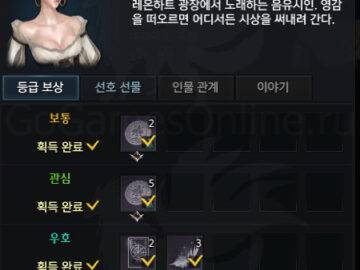 레온하트 광장에서 노래하는 음유시인. 영감
을 떠오르면 어디서든 시상을 써내려 간다.
등급 보상 선호 선물 인물 관계 이야기
보통
획득 완료 2
관심
획득 완료 5
우호
획득 완료 2 3